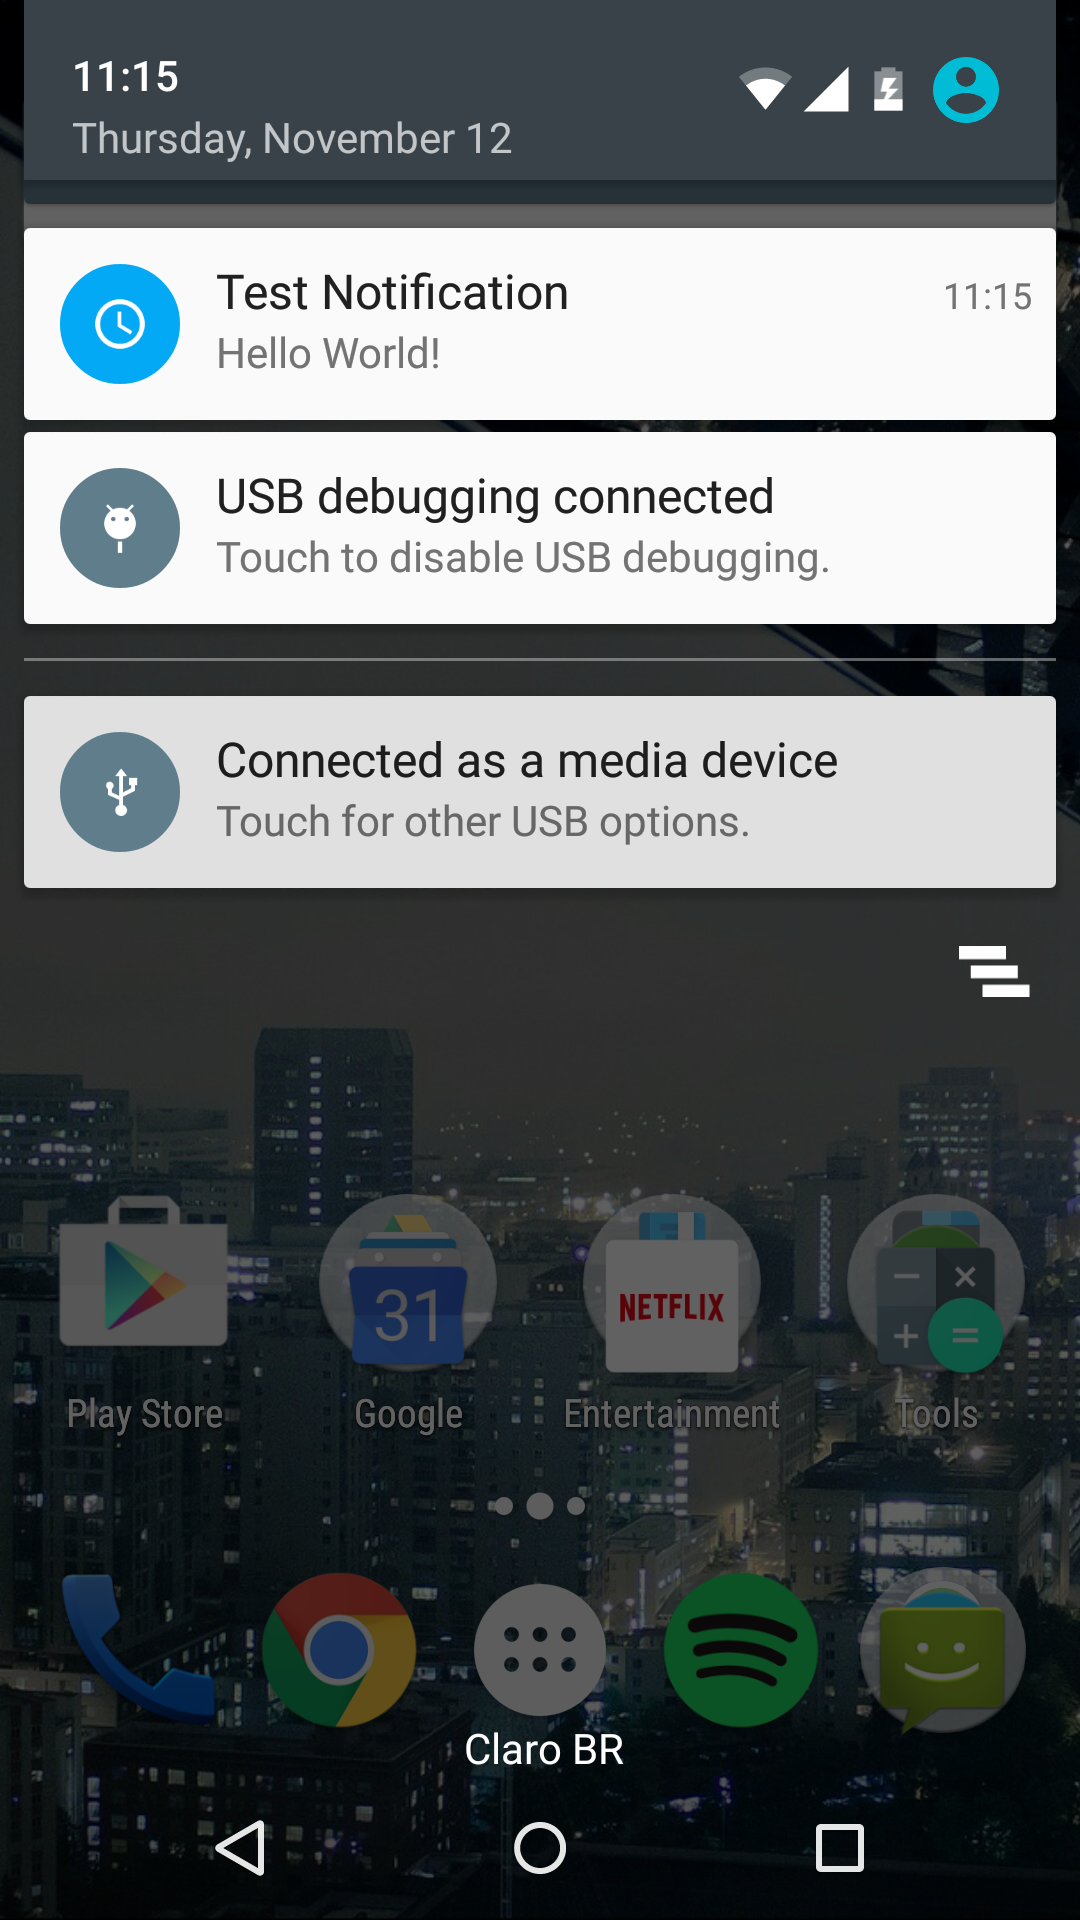 11:15
Thursday, November 12
Test Notification
11:15
Hello World!
USB debugging connected
Touch to disable USB debugging.
Connected as a media device
Touch for other USB options.
31
NETFLIX
Play Store
Google
Entertainment
Tools
Claro BR